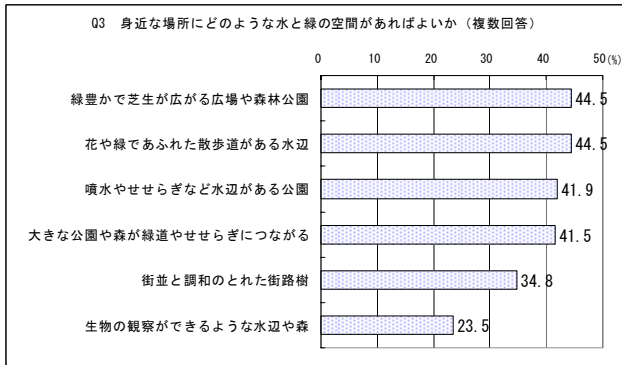 Q3 身近な場所にどのような水と緑の空間があればよいか（複数回答）
0 10 20 30 40 50 (%)
緑豊かで芝生が広がる広場や森林公園 44.5
花や緑であふれた散歩道がある水辺 44.5
噴水やせせらぎなど水辺がある公園 41.9
大きな公園や森が緑道やせせらぎにつながる 41.5
街並と調和のとれた街路樹 34.8
生物の観察ができるような水辺や森 23.5